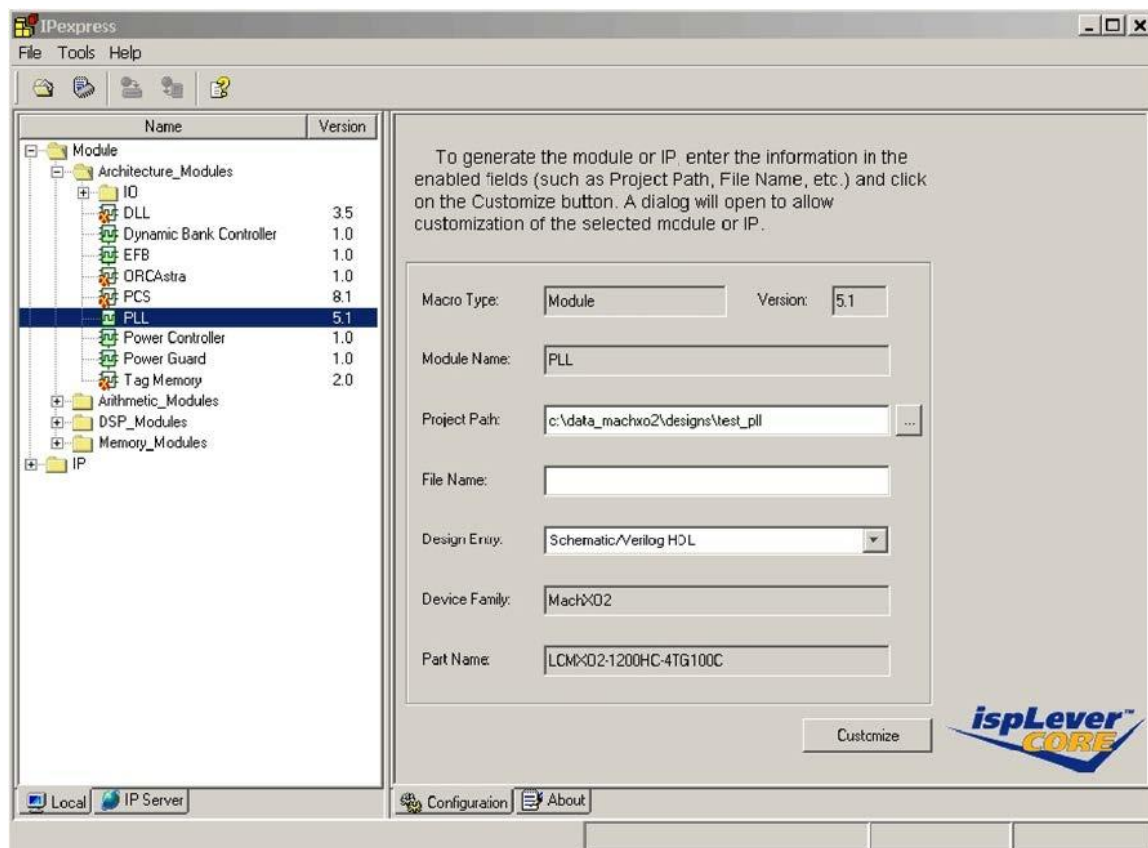 IPexpress
File Tools Help
Name Version
Module
Architecture_Modules
IO
DLL 3.5
Dynamic Bank Controller 1.0
EFB 1.0
ORCAstra 1.0
PCS 8.1
PLL 5.1
Power Controller 1.0
Power Guard 1.0
Tag Memory 2.0
Arithmetic_Modules
DSP_Modules
Memory_Modules
IP
To generate the module or IP, enter the information in the
enabled fields (such as Project Path, File Name, etc.) and click
on the Customize button. A dialog will open to allow
customization of the selected module or IP.
Macro Type: Module Version: 5.1
Module Name: PLL
Project Path: c:\data_machxo2\designs\test_pll ...
File Name:
Design Entry: Schematic/Verilog HDL
Device Family: MachXO2
Part Name: LCMXO2-1200HC-4TG100C
Customize
ispLever™
CORE
Local IP Server
Configuration About